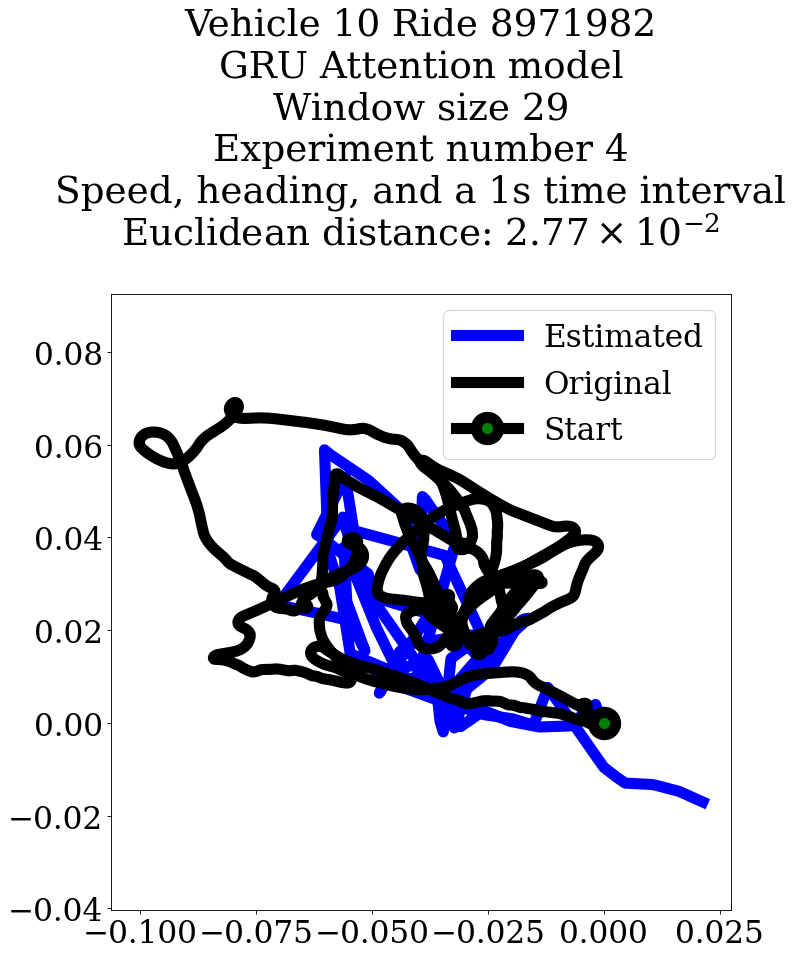 Vehicle 10 Ride 8971982
GRU Attention model
Window size 29
Experiment number 4
Speed, heading, and a 1s time interval
Euclidean distance: 2.77 × 10⁻²
Estimated
Original
Start
0.08
0.06
0.04
0.02
0.00
−0.02
−0.04
−0.100 −0.075 −0.050 −0.025 0.000 0.025